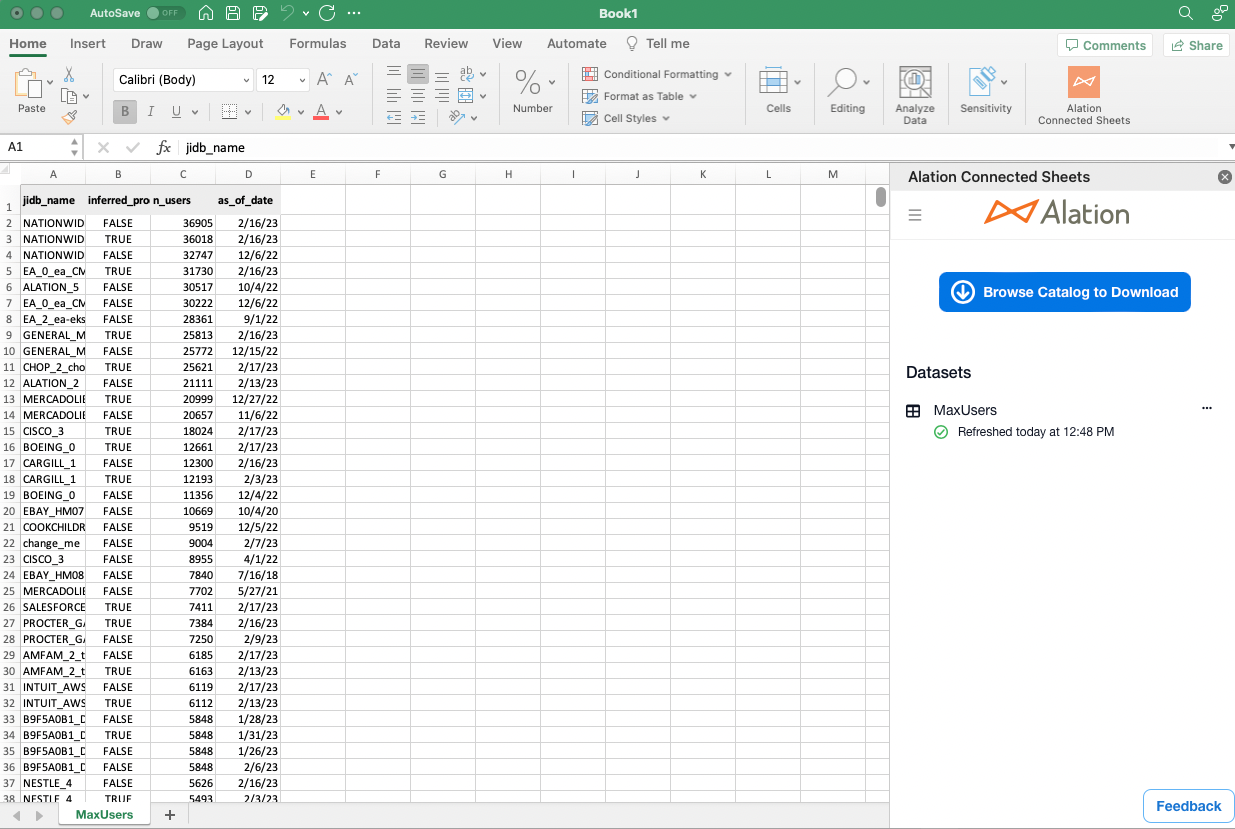 AutoSave OFF Book1
Home Insert Draw Page Layout Formulas Data Review View Automate Tell me Comments Share
Paste Calibri (Body) 12 A A B I U A ab % Number Conditional Formatting Format as Table Cell Styles Cells Editing Analyze Data Sensitivity Alation Connected Sheets
A1 fx jidb_name
A B C D E F G H I J K L M
1 jidb_name inferred_pro n_users as_of_date
2 NATIONWID FALSE 36905 2/16/23
3 NATIONWID TRUE 36018 2/16/23
4 NATIONWID FALSE 32747 12/6/22
5 EA_0_ea_CM TRUE 31730 2/16/23
6 ALATION_5 FALSE 30517 10/4/22
7 EA_0_ea_CM FALSE 30222 12/6/22
8 EA_2_ea-eks FALSE 28361 9/1/22
9 GENERAL_M TRUE 25813 2/16/23
10 GENERAL_M FALSE 25772 12/15/22
11 CHOP_2_cho TRUE 25621 2/17/23
12 ALATION_2 FALSE 21111 2/13/23
13 MERCADOLIE TRUE 20999 12/27/22
14 MERCADOLIE FALSE 20657 11/6/22
15 CISCO_3 TRUE 18024 2/17/23
16 BOEING_0 TRUE 12661 2/17/23
17 CARGILL_1 FALSE 12300 2/16/23
18 CARGILL_1 TRUE 12193 2/3/23
19 BOEING_0 FALSE 11356 12/4/22
20 EBAY_HM07 FALSE 10669 10/4/20
21 COOKCHILDR FALSE 9519 12/5/22
22 change_me FALSE 9004 2/7/23
23 CISCO_3 FALSE 8955 4/1/22
24 EBAY_HM08 FALSE 7840 7/16/18
25 MERCADOLIE FALSE 7702 5/27/21
26 SALESFORCE TRUE 7411 2/17/23
27 PROCTER_GA TRUE 7384 2/16/23
28 PROCTER_GA FALSE 7250 2/9/23
29 AMFAM_2_t FALSE 6185 2/17/23
30 AMFAM_2_t TRUE 6163 2/13/23
31 INTUIT_AWS FALSE 6119 2/17/23
32 INTUIT_AWS TRUE 6112 2/13/23
33 B9F5A0B1_D FALSE 5848 1/28/23
34 B9F5A0B1_D TRUE 5848 1/31/23
35 B9F5A0B1_D FALSE 5848 1/26/23
36 B9F5A0B1_D FALSE 5848 2/6/23
37 NESTLE_4 FALSE 5626 2/16/23
38 NESTLE_4 TRUE 5493 2/3/23
MaxUsers
Alation Connected Sheets
Alation
Browse Catalog to Download
Datasets
MaxUsers
Refreshed today at 12:48 PM
Feedback